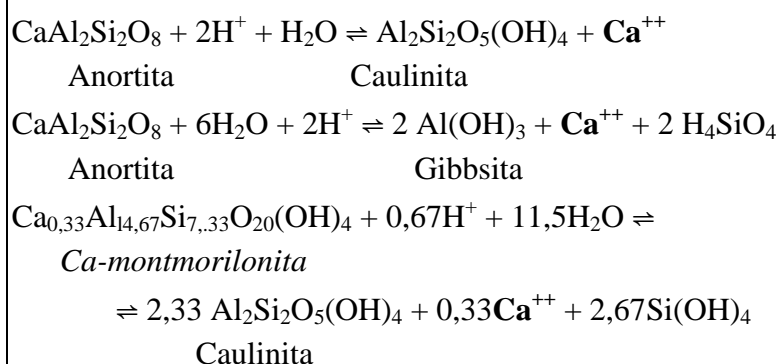 CaAl₂Si₂O₈ + 2H⁺ + H₂O ⇌ Al₂Si₂O₅(OH)₄ + Ca⁺⁺
Anortita Caulinita
CaAl₂Si₂O₈ + 6H₂O + 2H⁺ ⇌ 2 Al(OH)₃ + Ca⁺⁺ + 2 H₄SiO₄
Anortita Gibbsita
Ca₀,₃₃Al₁₄,₆₇Si₇,.₃₃O₂₀(OH)₄ + 0,67H⁺ + 11,5H₂O ⇌
Ca-montmorilonita
⇌ 2,33 Al₂Si₂O₅(OH)₄ + 0,33Ca⁺⁺ + 2,67Si(OH)₄
Caulinita